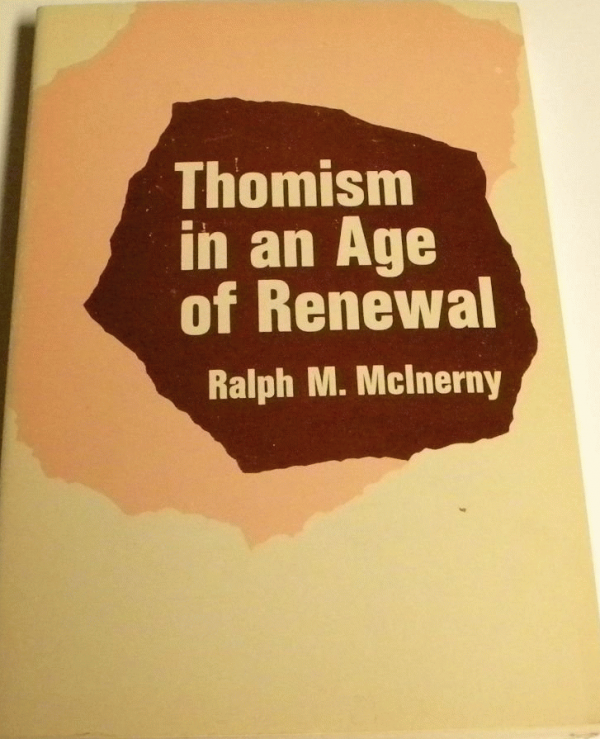 Thomism
in an Age
of Renewal
Ralph M. McInerny